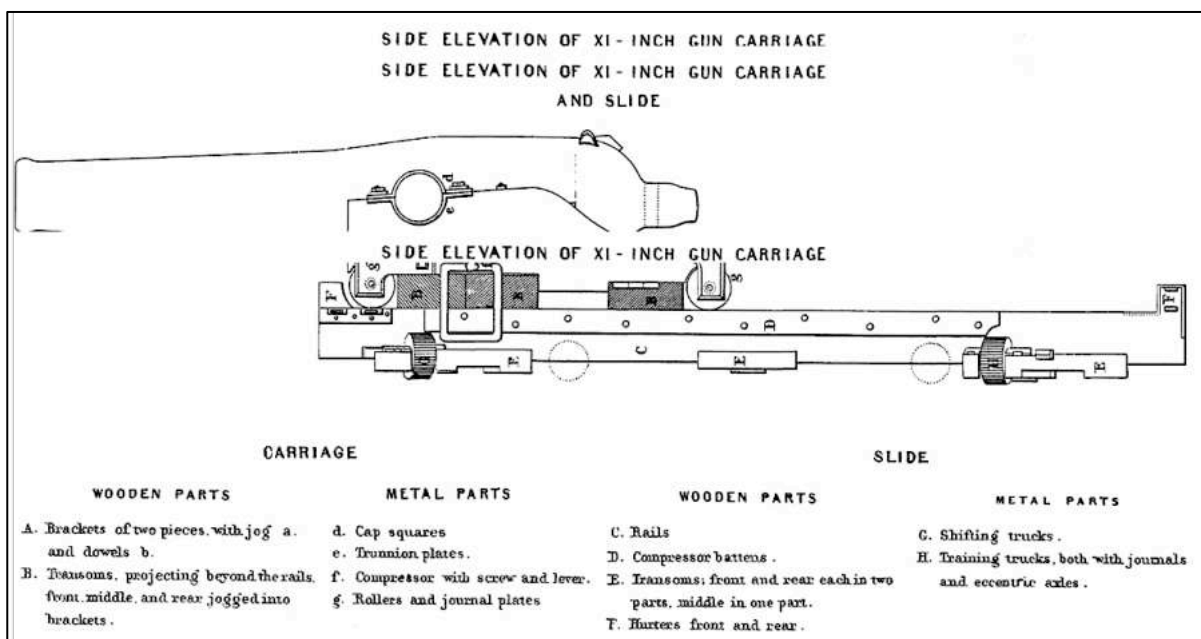 SIDE ELEVATION OF XI-INCH GUN CARRIAGE
SIDE ELEVATION OF XI-INCH GUN CARRIAGE
AND SLIDE
d
e
SIDE ELEVATION OF XI-INCH GUN CARRIAGE
g
g
F
B
B
B
F
D
C
G
F
E
H
E
CARRIAGE
WOODEN PARTS
A. Brackets of two pieces, with jog a.
and dowels b.
B. Transoms, projecting beyond the rails,
front, middle, and rear jogged into
brackets.
METAL PARTS
d. Cap squares
e. Trunnion plates.
f. Compressor with screw and lever.
g. Rollers and journal plates
SLIDE
WOODEN PARTS
C. Rails
D. Compressor battens.
E. Transoms; front and rear each in two
parts, middle in one part.
F. Hurters front and rear.
METAL PARTS
G. Shifting trucks.
H. Training trucks, both with journals
and eccentric axles.